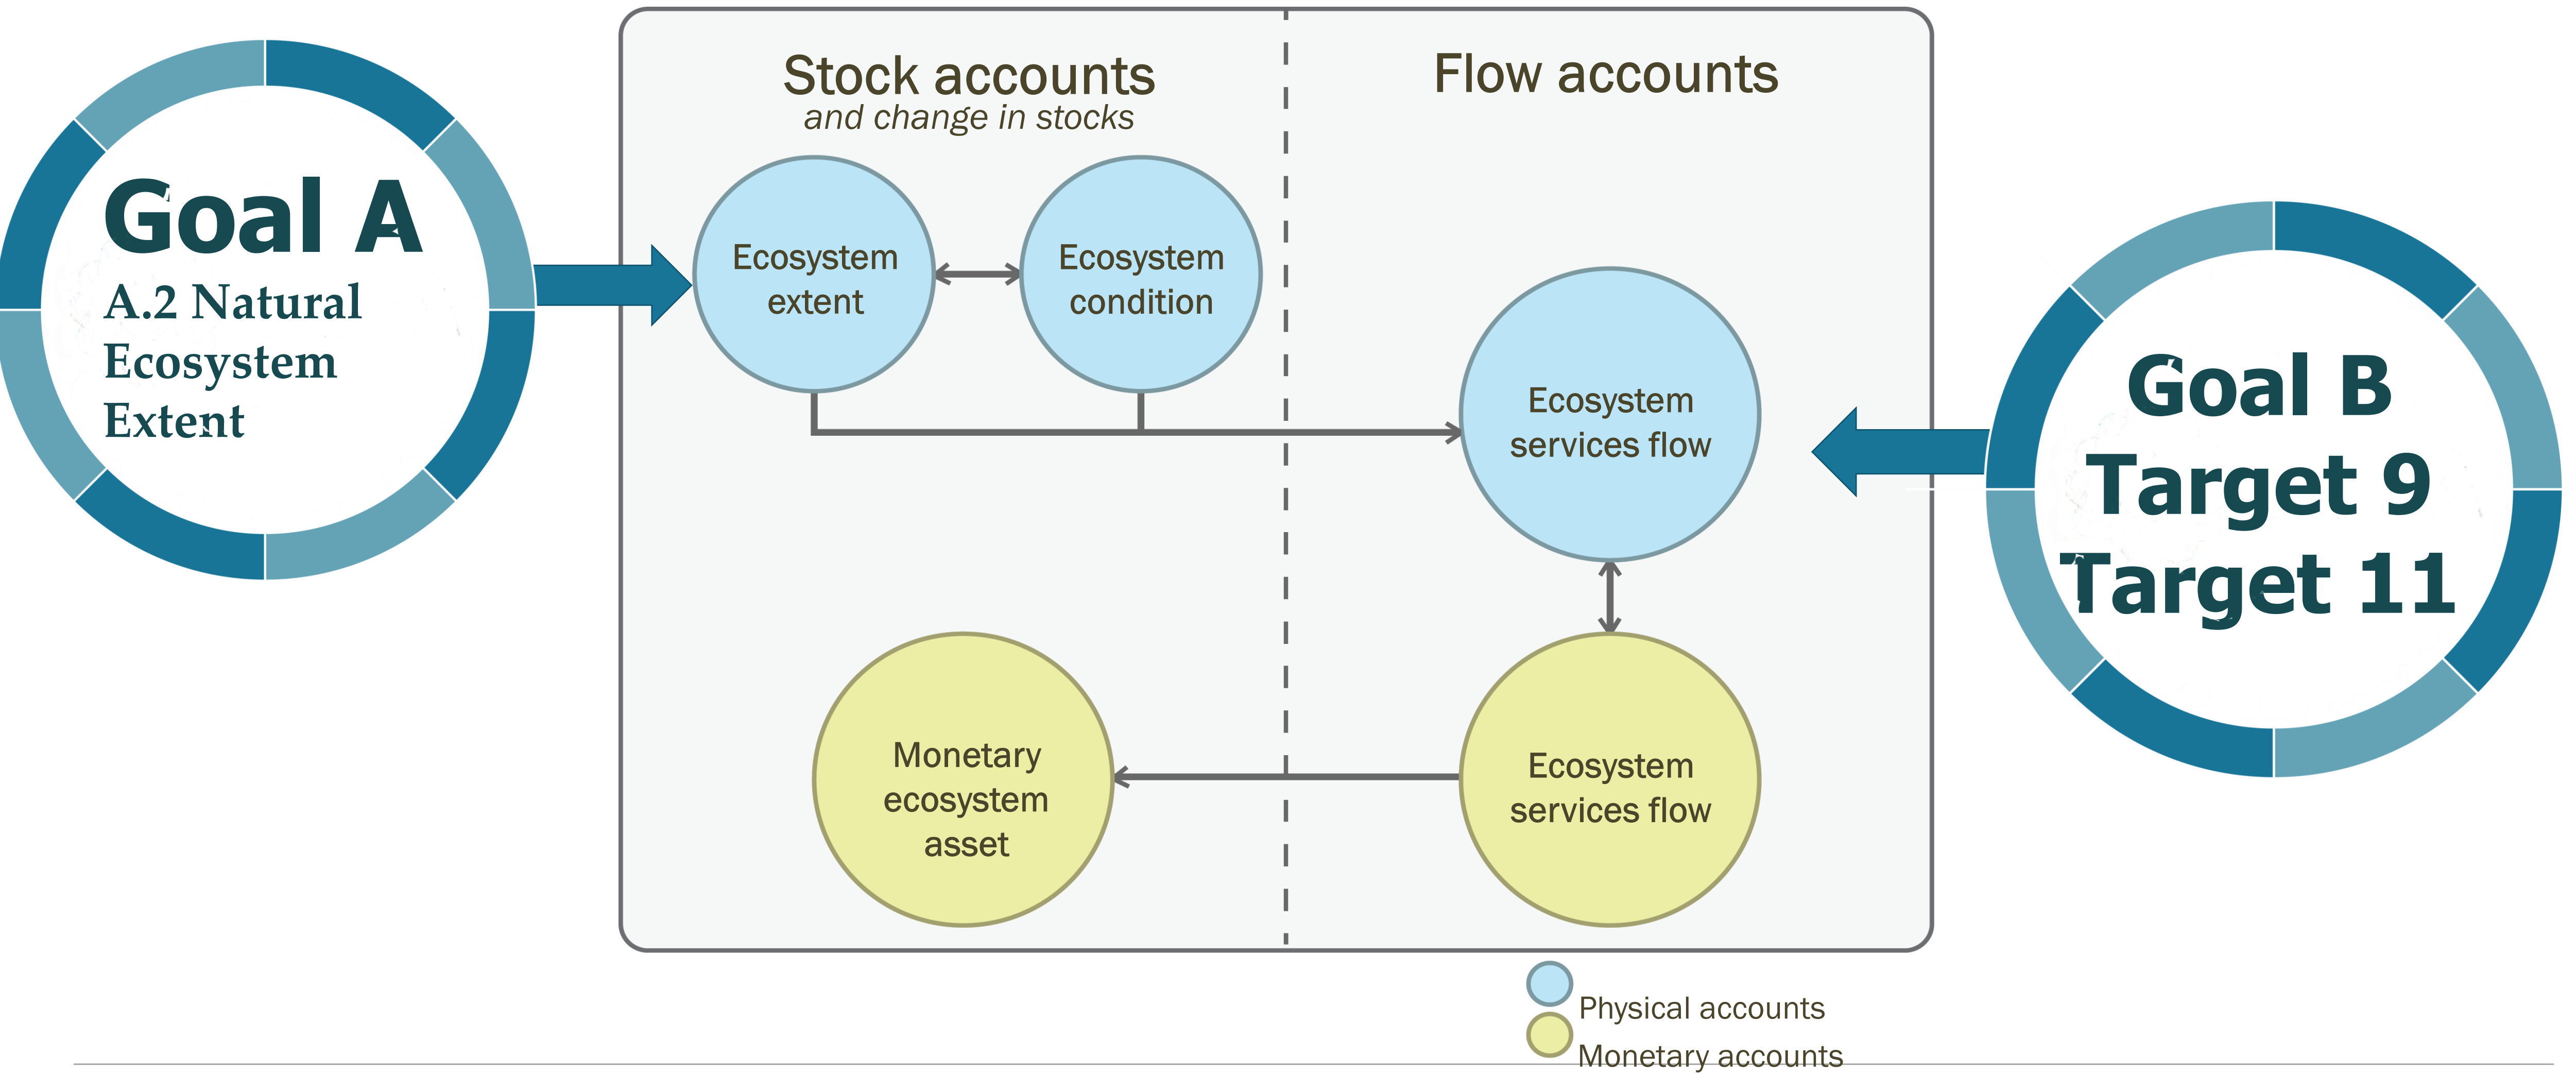 Goal A
A.2 Natural
Ecosystem
Extent
Stock accounts
and change in stocks
Flow accounts
Ecosystem
extent
Ecosystem
condition
Ecosystem
services flow
Monetary
ecosystem
asset
Ecosystem
services flow
Goal B
Target 9
Target 11
Physical accounts
Monetary accounts